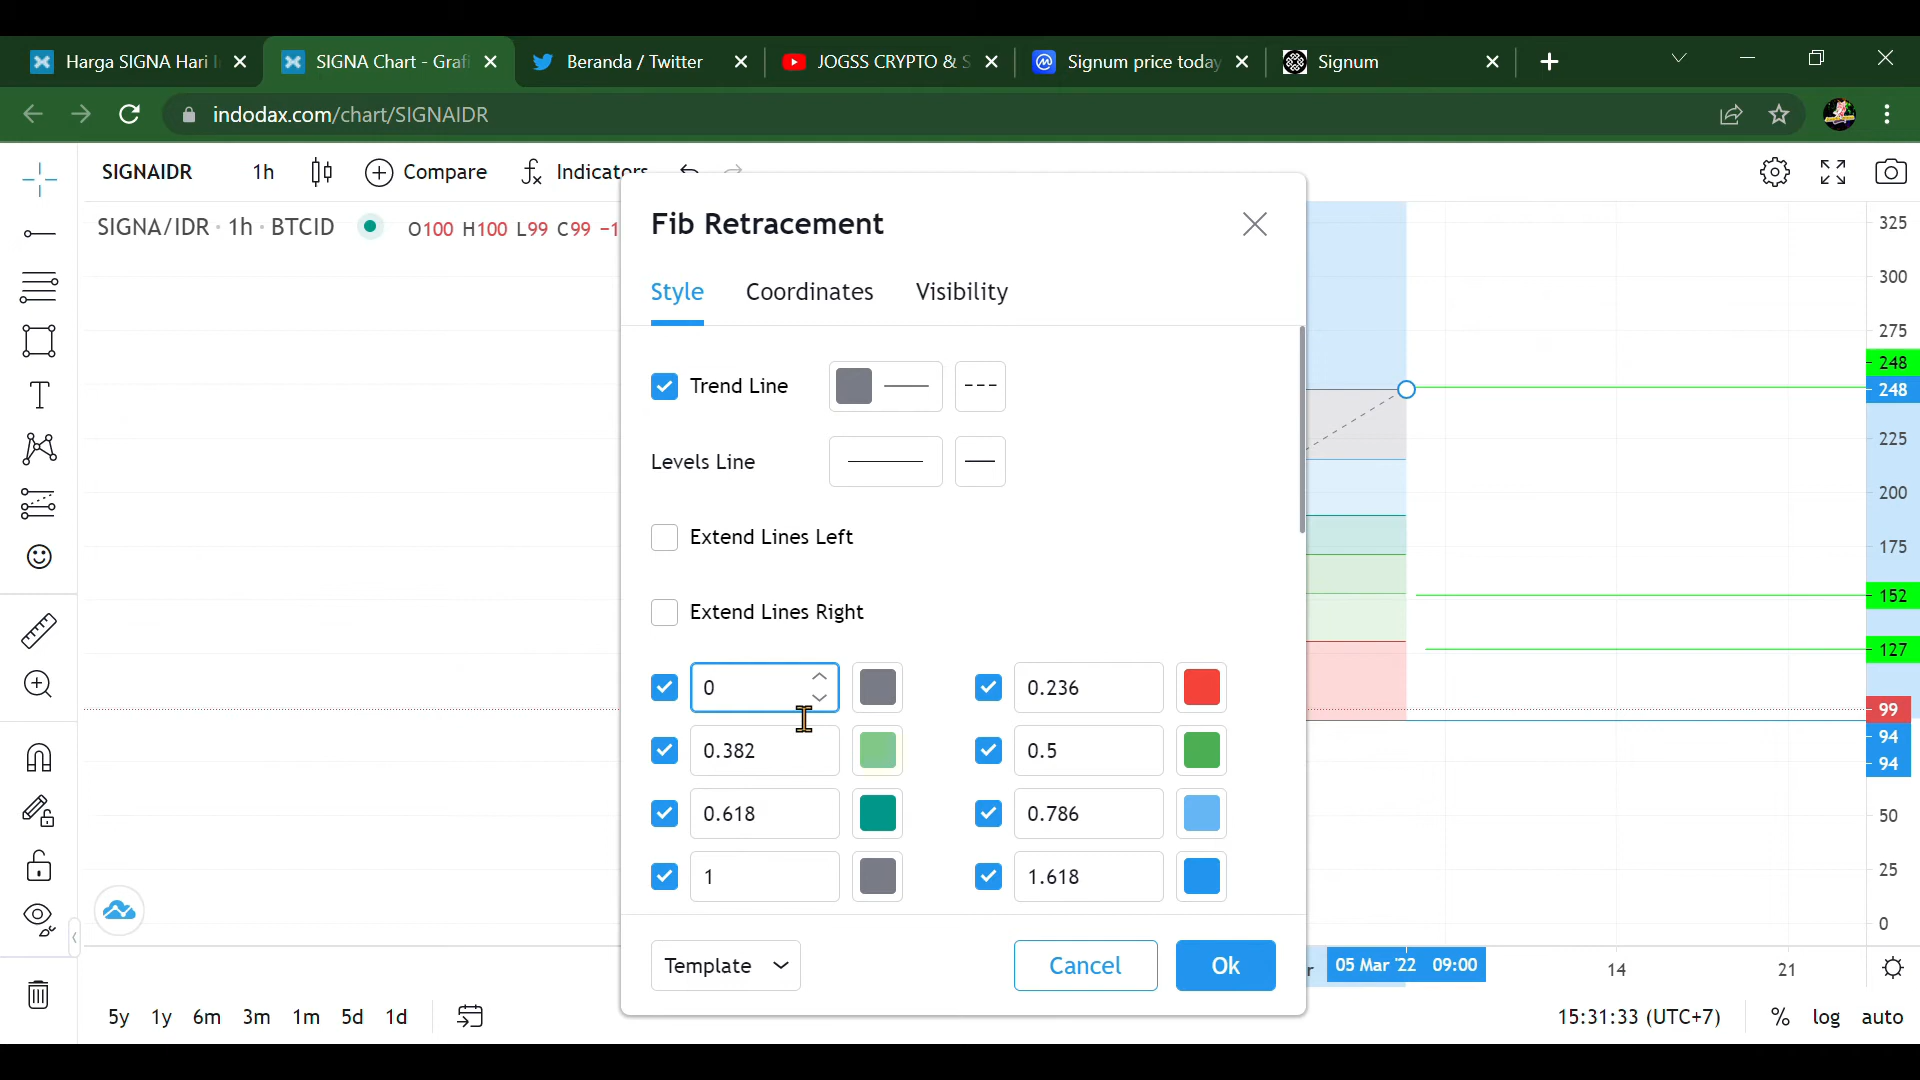 Harga SIGNA Hari I
SIGNA Chart - Grafi
Beranda / Twitter
JOGSS CRYPTO & S
Signum price today
Signum
indodax.com/chart/SIGNAIDR
SIGNAIDR 1h Compare Indicators
SIGNA/IDR · 1h · BTCID O100 H100 L99 C99 −1
Fib Retracement
Style Coordinates Visibility
Trend Line
Levels Line
Extend Lines Left
Extend Lines Right
0 0.236
0.382 0.5
0.618 0.786
1 1.618
Template Cancel Ok
325
300
275
248
248
225
200
175
152
127
99
94
94
50
25
0
r 05 Mar '22 09:00 14 21
5y 1y 6m 3m 1m 5d 1d 15:31:33 (UTC+7) % log auto